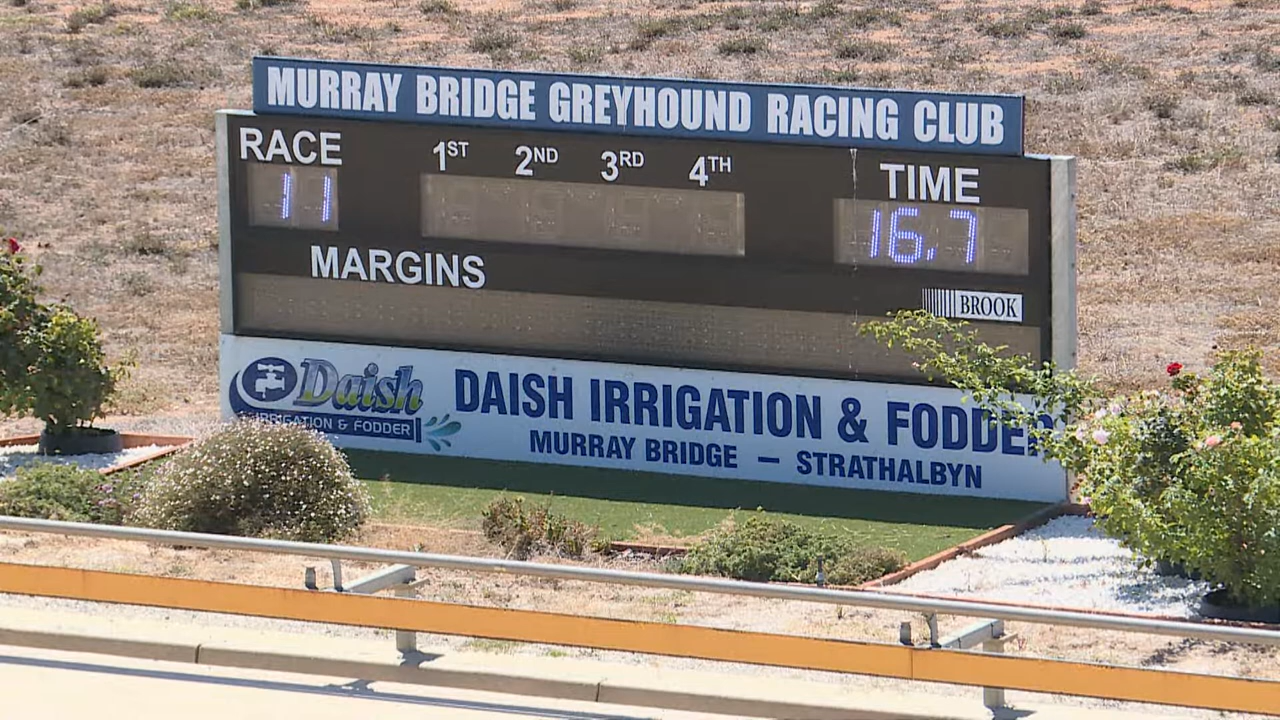 MURRAY BRIDGE GREYHOUND RACING CLUB
RACE 1ST 2ND 3RD 4TH TIME
11 16.7
MARGINS
BROOK
Daish
IRRIGATION & FODDER
DAISH IRRIGATION & FODDER
MURRAY BRIDGE — STRATHALBYN